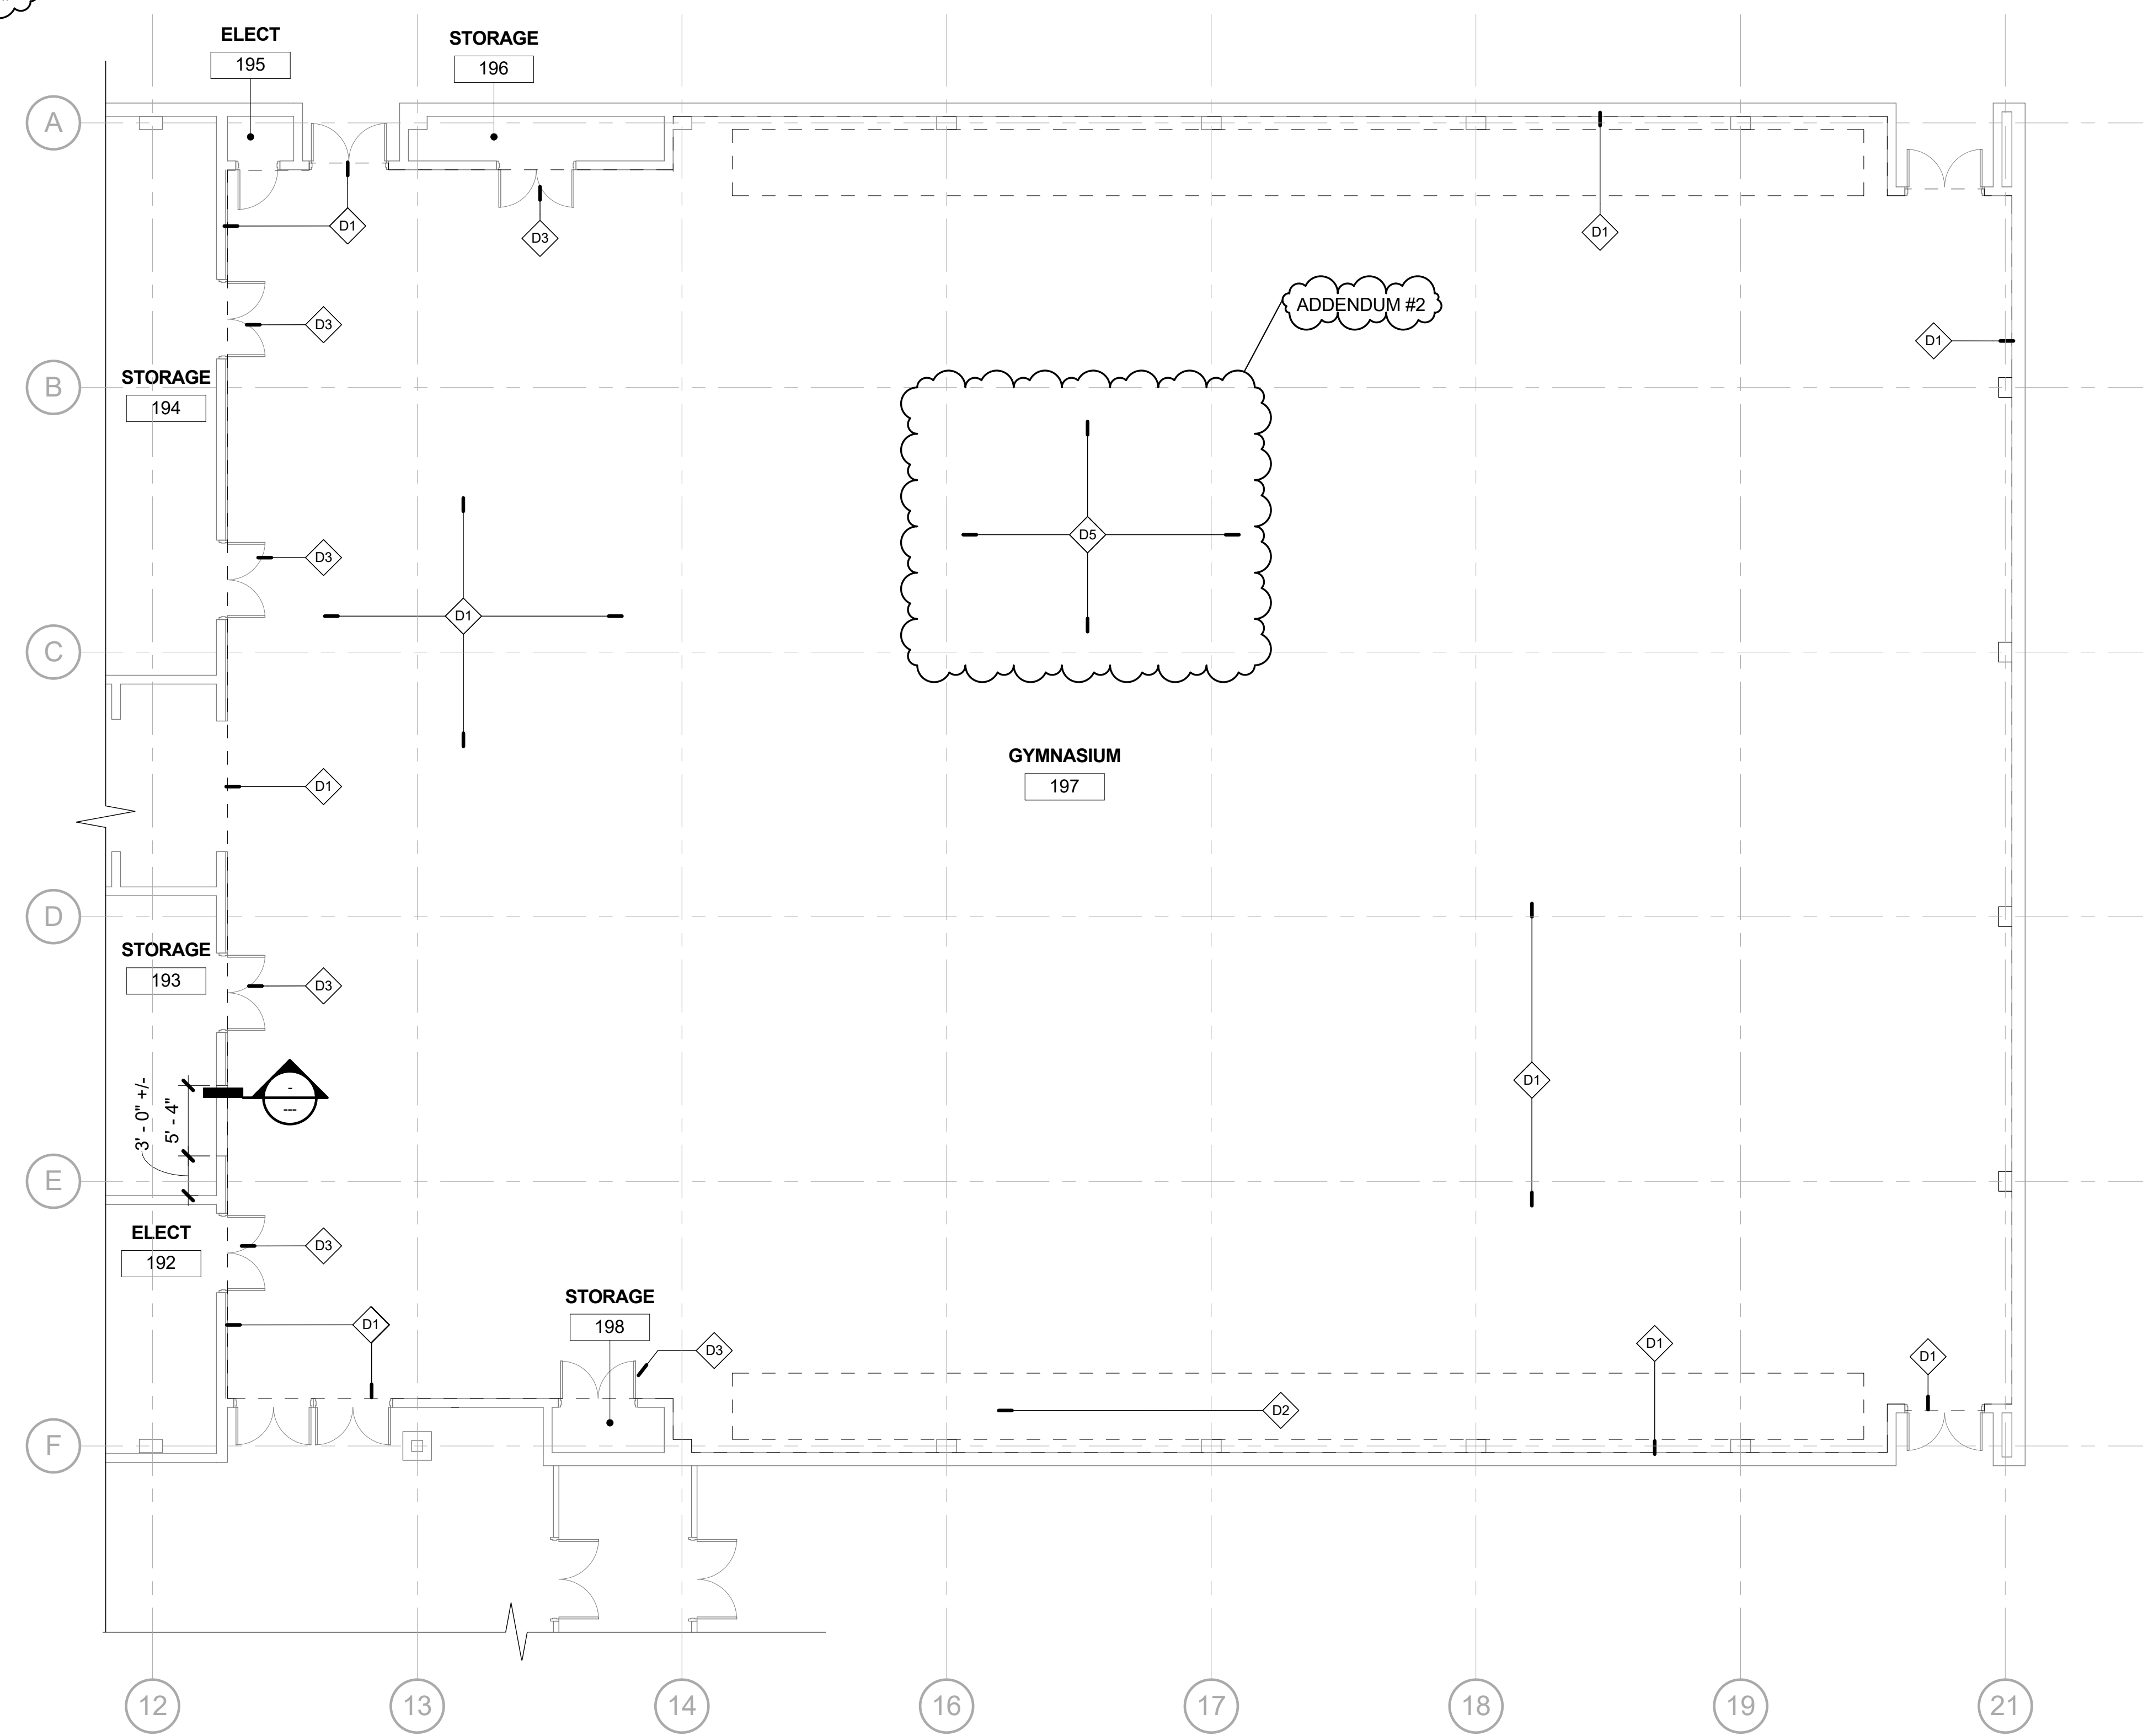 ELECT
195
STORAGE
196
A
D1
D3
D1
ADDENDUM #2
D3
D1
STORAGE
194
B
D5
D3
D1
C
GYMNASIUM
197
D1
D
STORAGE
193
D3
-
---
3' - 0" +/-
5' - 4"
D1
E
ELECT
192
D3
STORAGE
198
D1
D3
D1
D1
D2
F
12
13
14
16
17
18
19
21